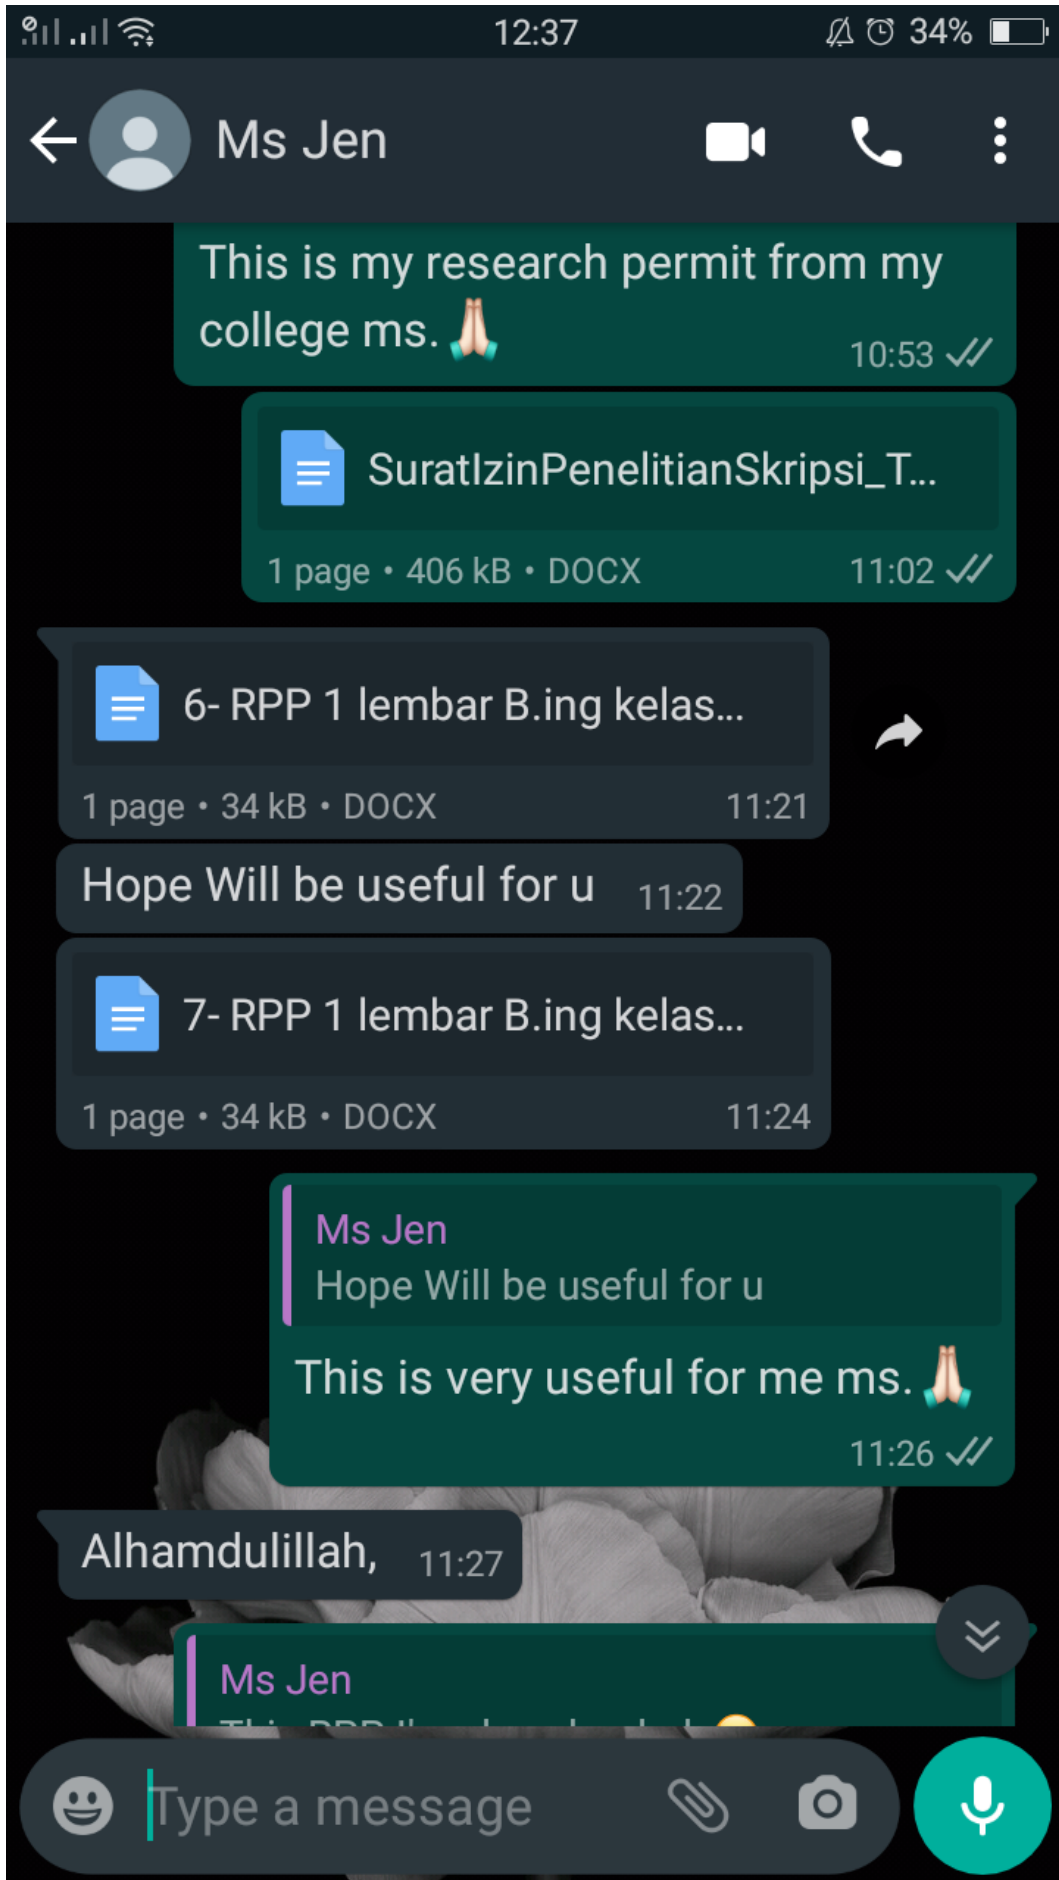 12:37
34%
Ms Jen
This is my research permit from my
college ms.🙏🏻
10:53
SuratIzinPenelitianSkripsi_T...
1 page • 406 kB • DOCX 11:02
6- RPP 1 lembar B.ing kelas...
1 page • 34 kB • DOCX 11:21
Hope Will be useful for u 11:22
7- RPP 1 lembar B.ing kelas...
1 page • 34 kB • DOCX 11:24
Ms Jen
Hope Will be useful for u
This is very useful for me ms.🙏🏻
11:26
Alhamdulillah, 11:27
Ms Jen
Type a message